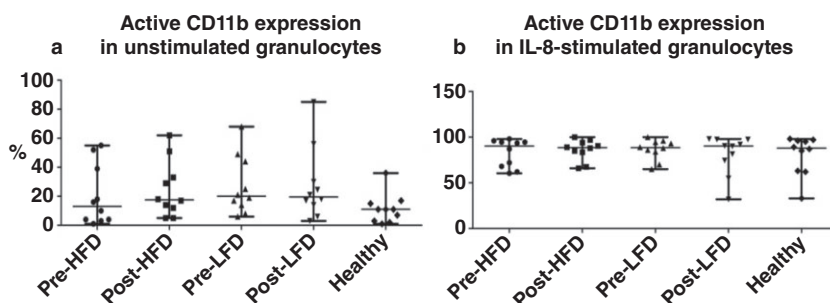 a
Active CD11b expression
in unstimulated granulocytes
%
100
80
60
40
20
0
Pre-HFD
Post-HFD
Pre-LFD
Post-LFD
Healthy
b
Active CD11b expression
in IL-8-stimulated granulocytes
150
100
50
0
Pre-HFD
Post-HFD
Pre-LFD
Post-LFD
Healthy